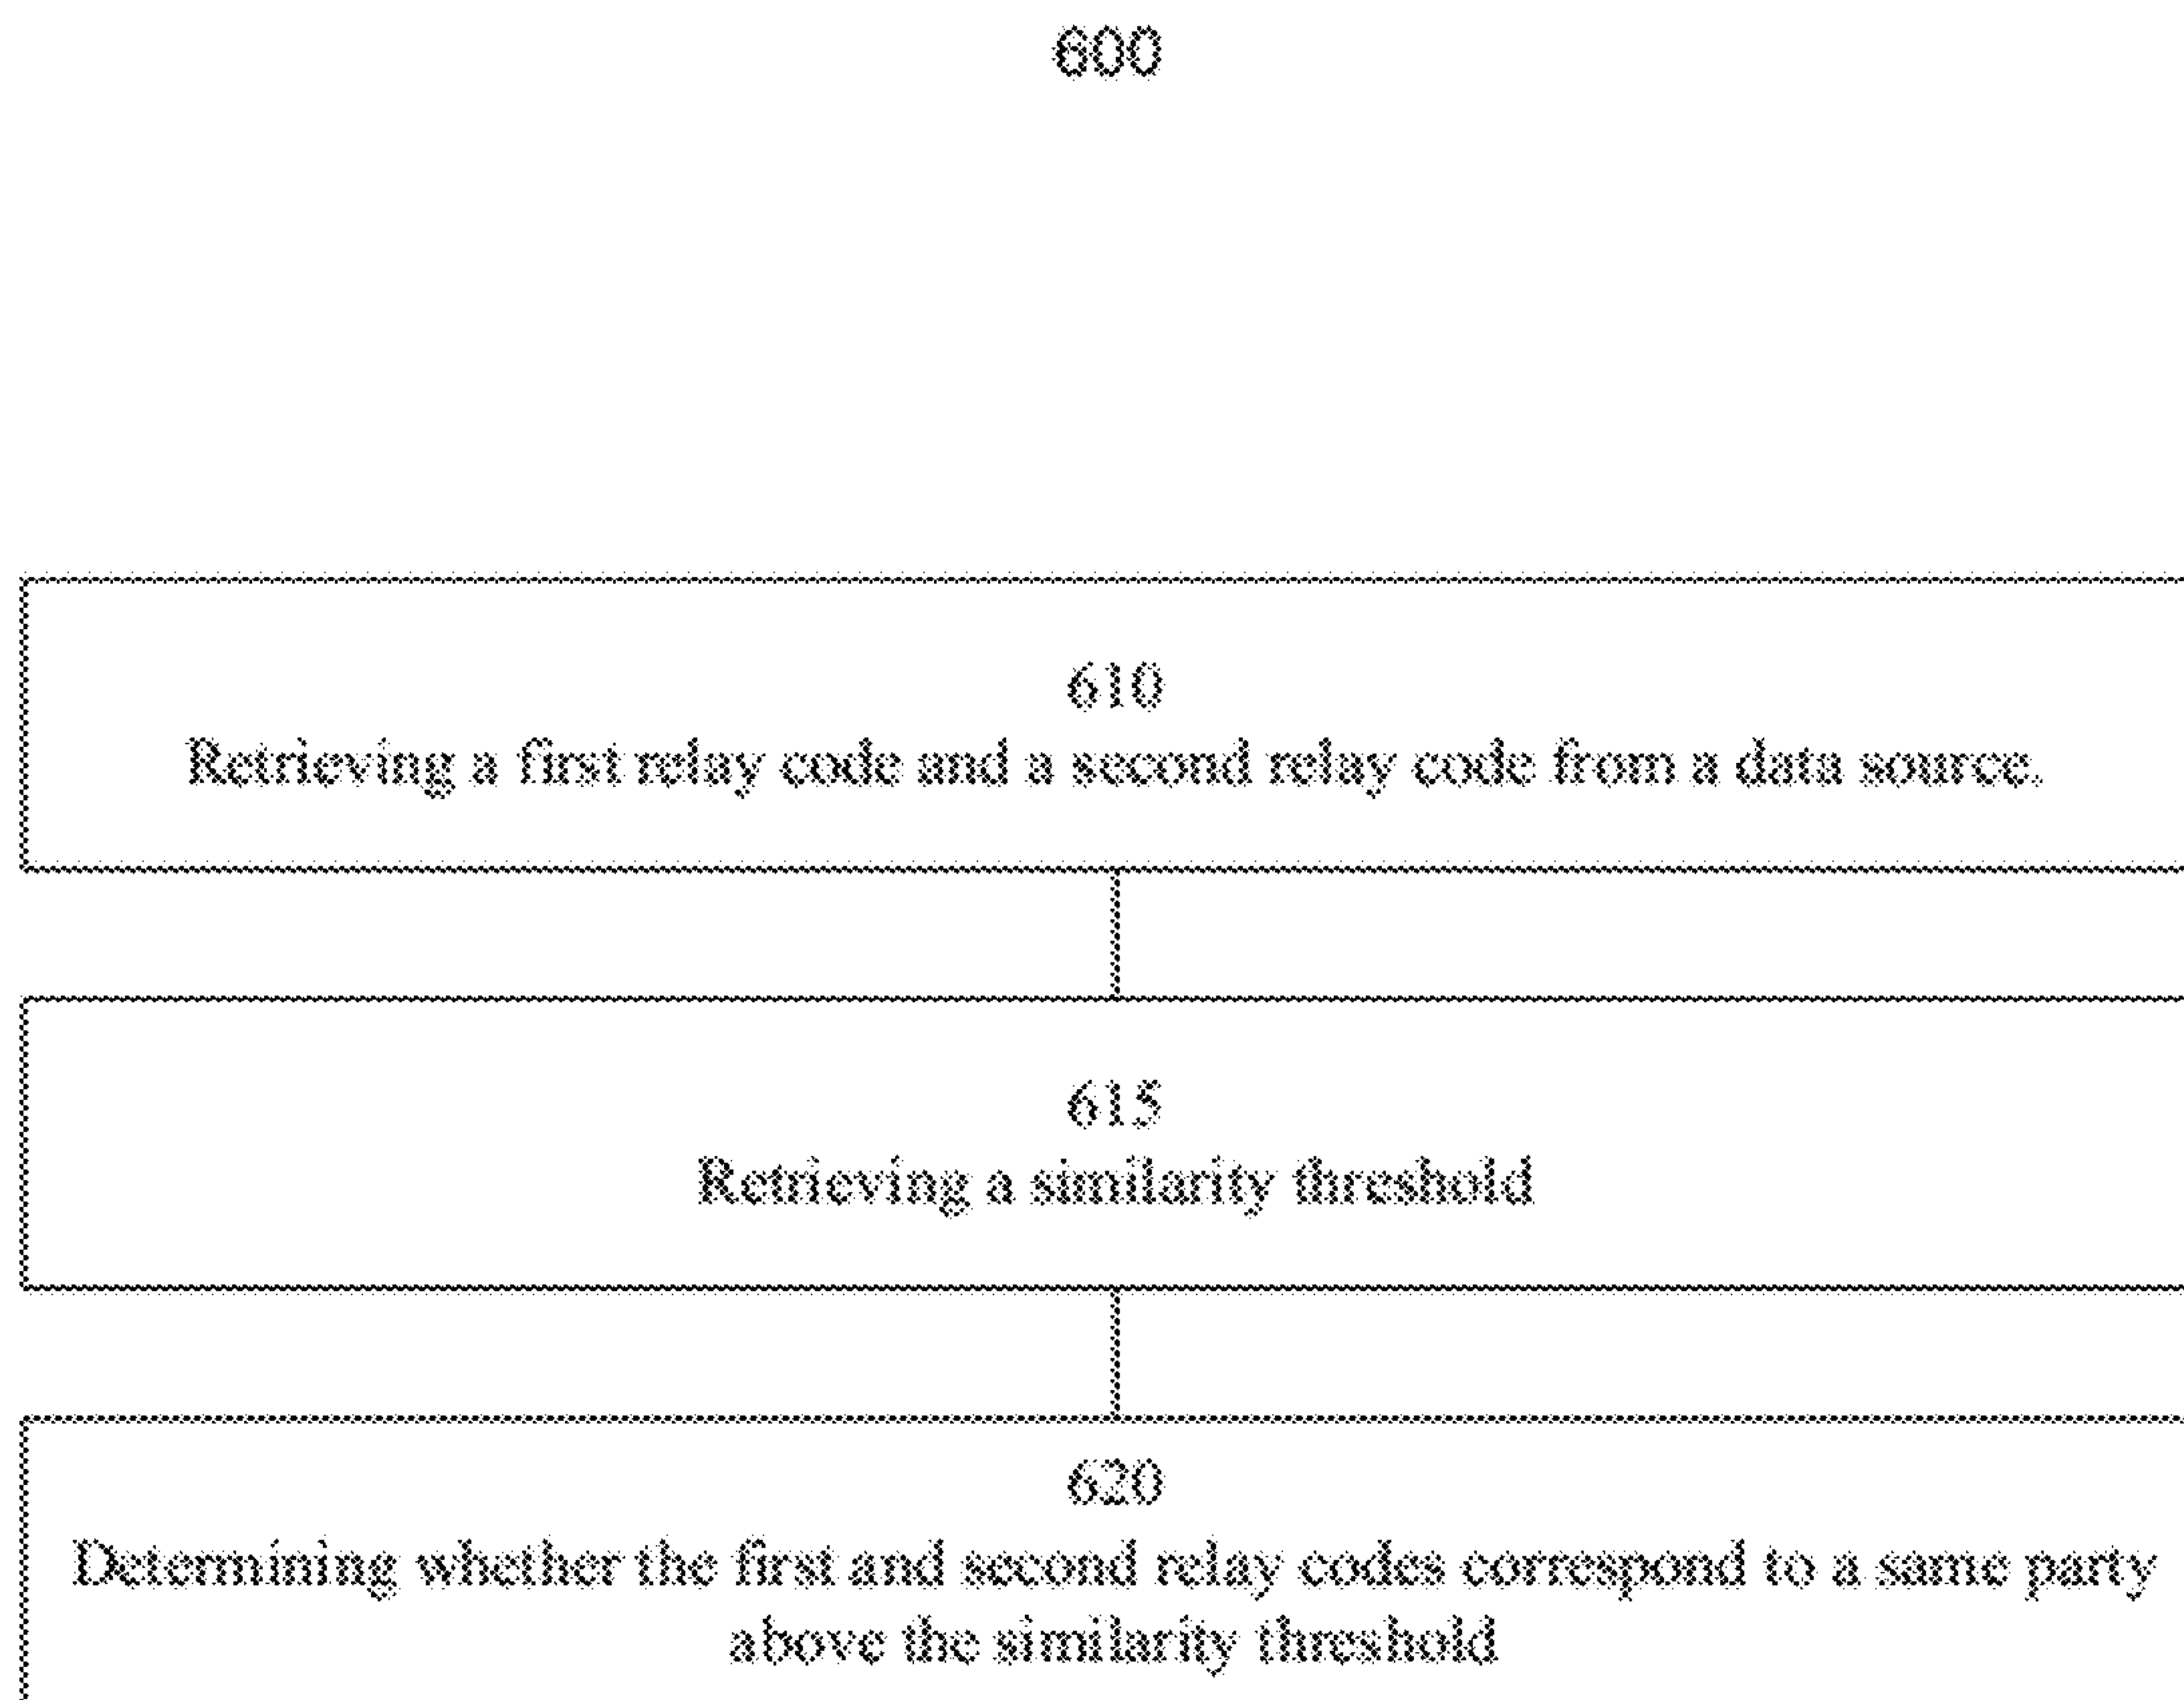 600
610
Retrieving a first relay code and a second relay code from a data source.
615
Retrieving a similarity threshold
620
Determining whether the first and second relay codes correspond to a same party
above the similarity threshold